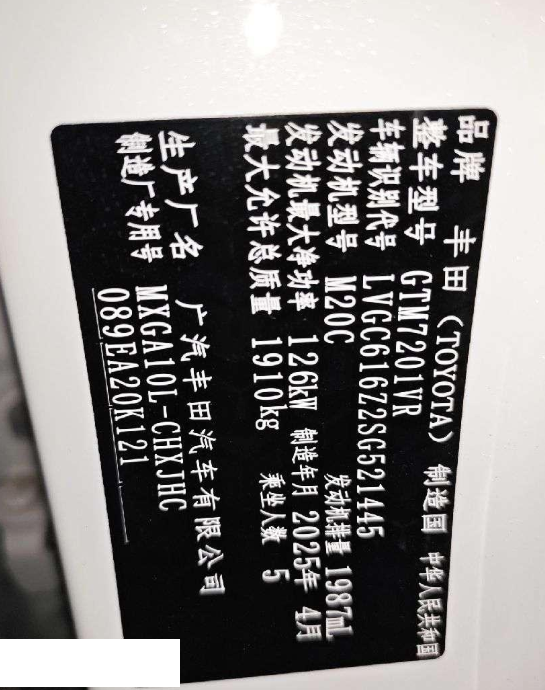 品牌 丰田 (TOYOTA) 制造国 中华人民共和国
整车型号 GTM7201VR
车辆识别代号 LVGC616Z2SG521445
发动机型号 M20C 发动机排量 1987mL
发动机最大净功率 126kW 制造年月 2025年 4月
最大允许总质量 1910kg 乘坐人数 5
生产厂名 广汽丰田汽车有限公司
制造厂专用号 MXGA10L-CHXJHC
089EA20K121